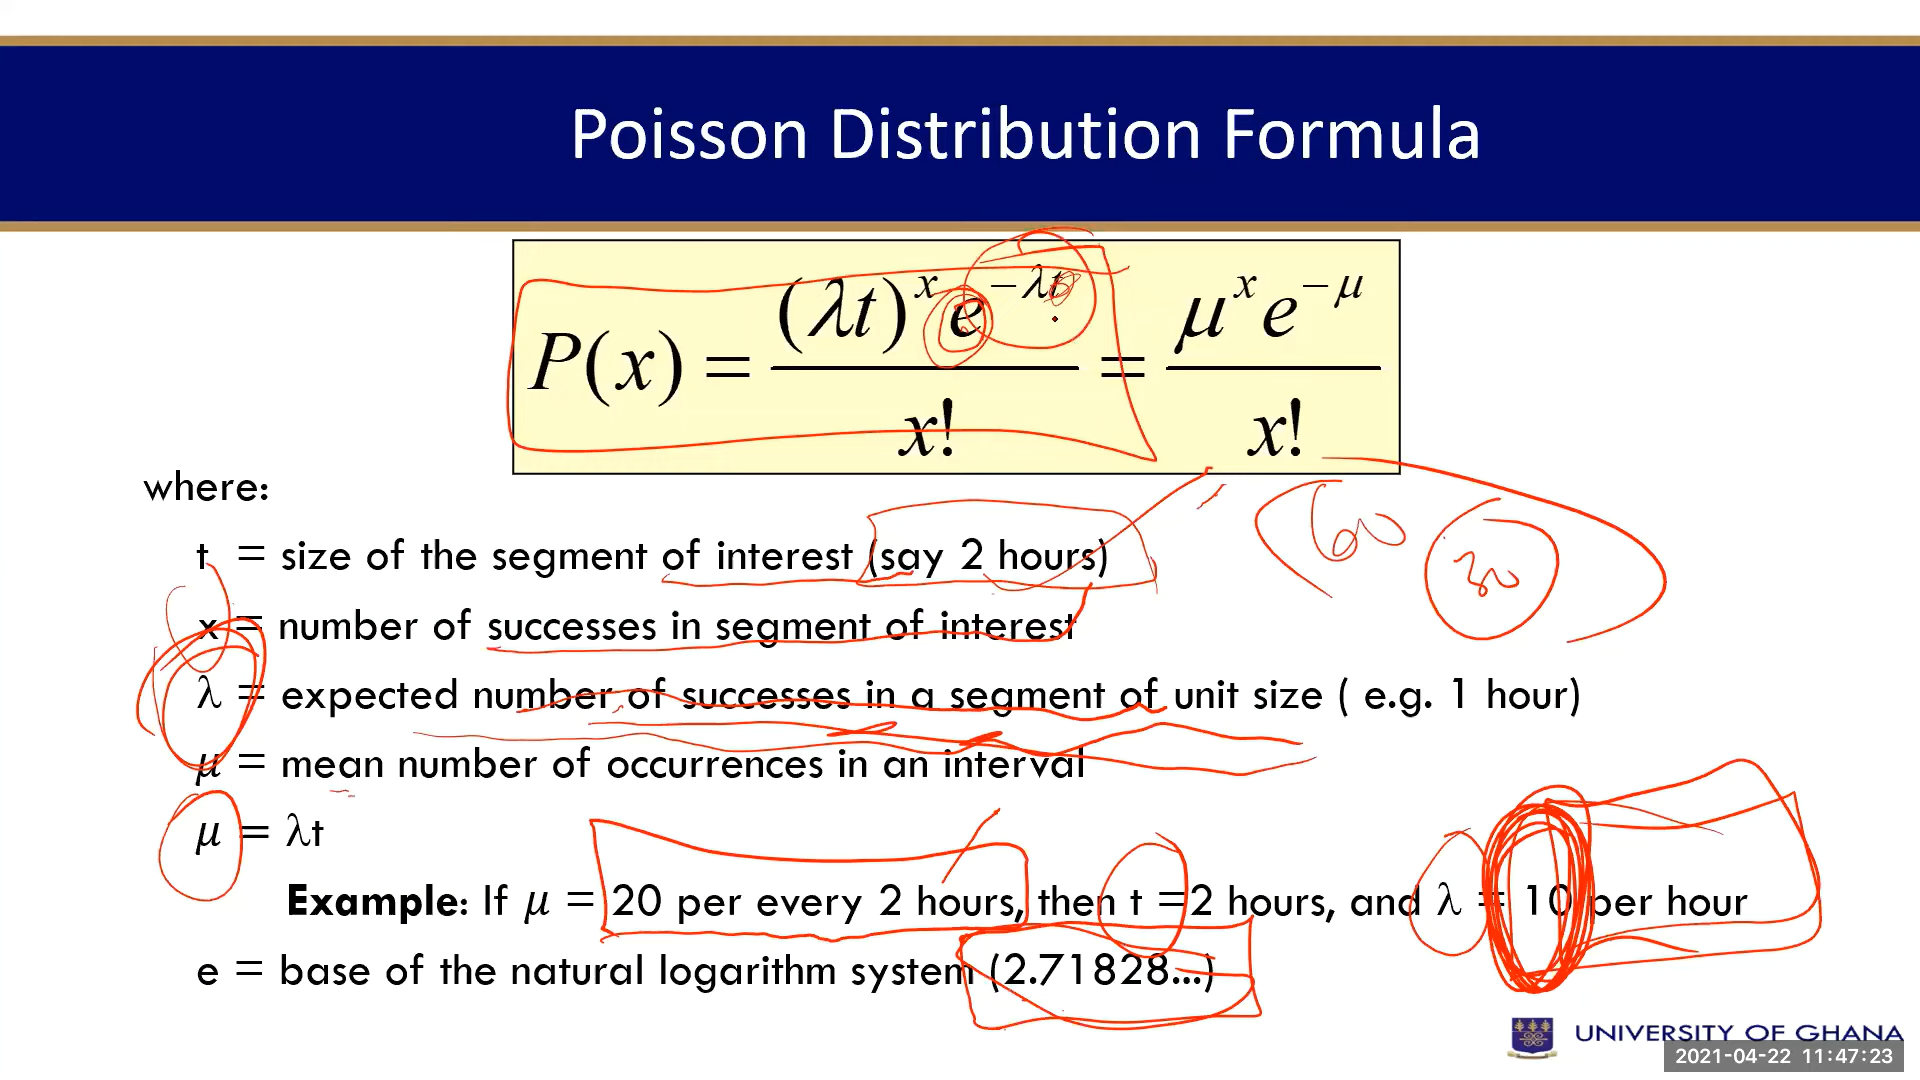 Poisson Distribution Formula
P(x) = (λt)^x e^−λt / x! = μ^x e^−μ / x!
where:
t = size of the segment of interest (say 2 hours)
60
30
x = number of successes in segment of interest
λ = expected number of successes in a segment of unit size ( e.g. 1 hour)
μ = mean number of occurrences in an interval
μ = λt
Example: If μ = 20 per every 2 hours, then t =2 hours, and λ = 10 per hour
e = base of the natural logarithm system (2.71828...)
UNIVERSITY OF GHANA
2021-04-22 11:47:23